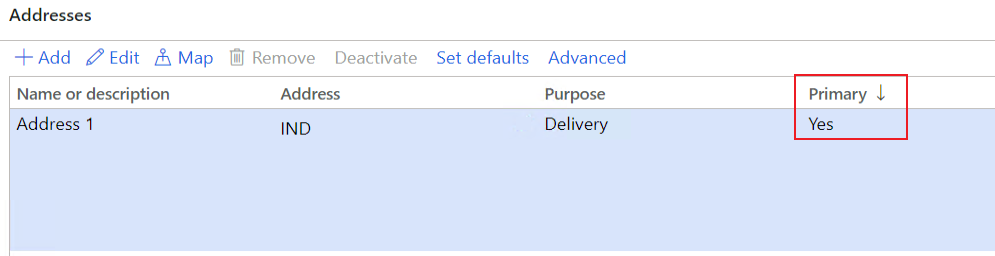 Addresses
Add Edit Map Remove Deactivate Set defaults Advanced
Name or description Address Purpose Primary ↓
Address 1 IND Delivery Yes